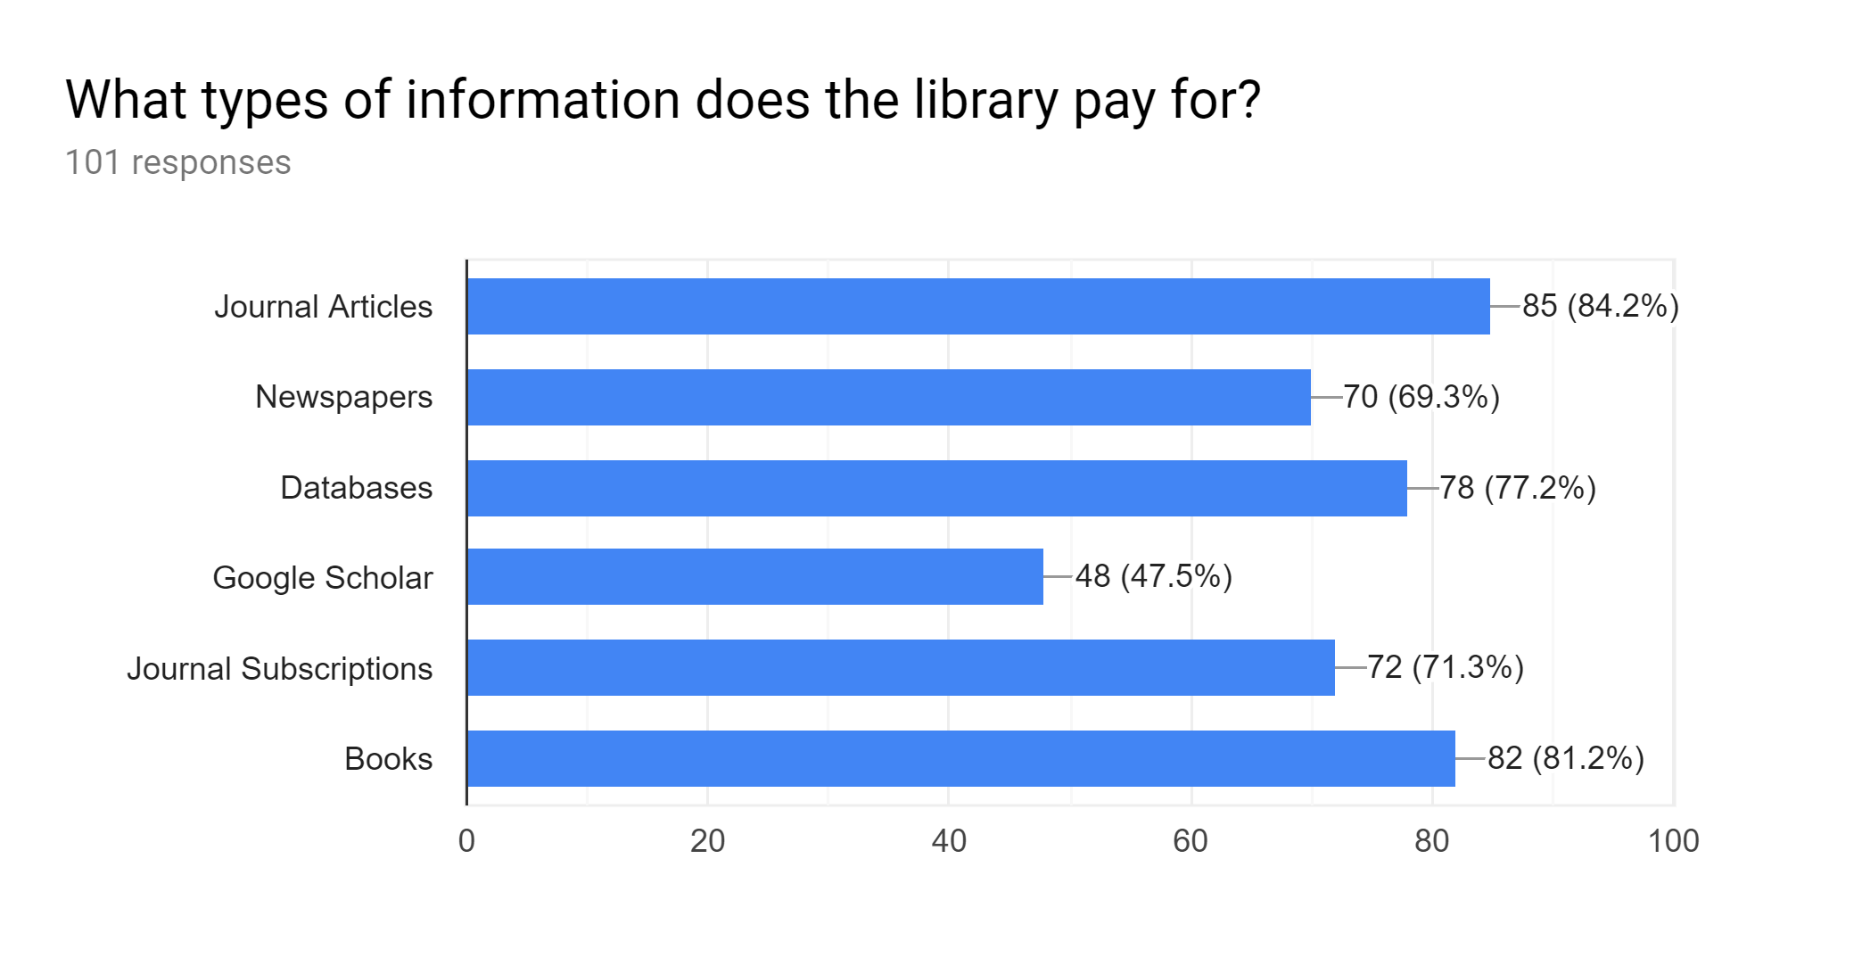 What types of information does the library pay for?
101 responses
Journal Articles 85 (84.2%)
Newspapers 70 (69.3%)
Databases 78 (77.2%)
Google Scholar 48 (47.5%)
Journal Subscriptions 72 (71.3%)
Books 82 (81.2%)
0 20 40 60 80 100